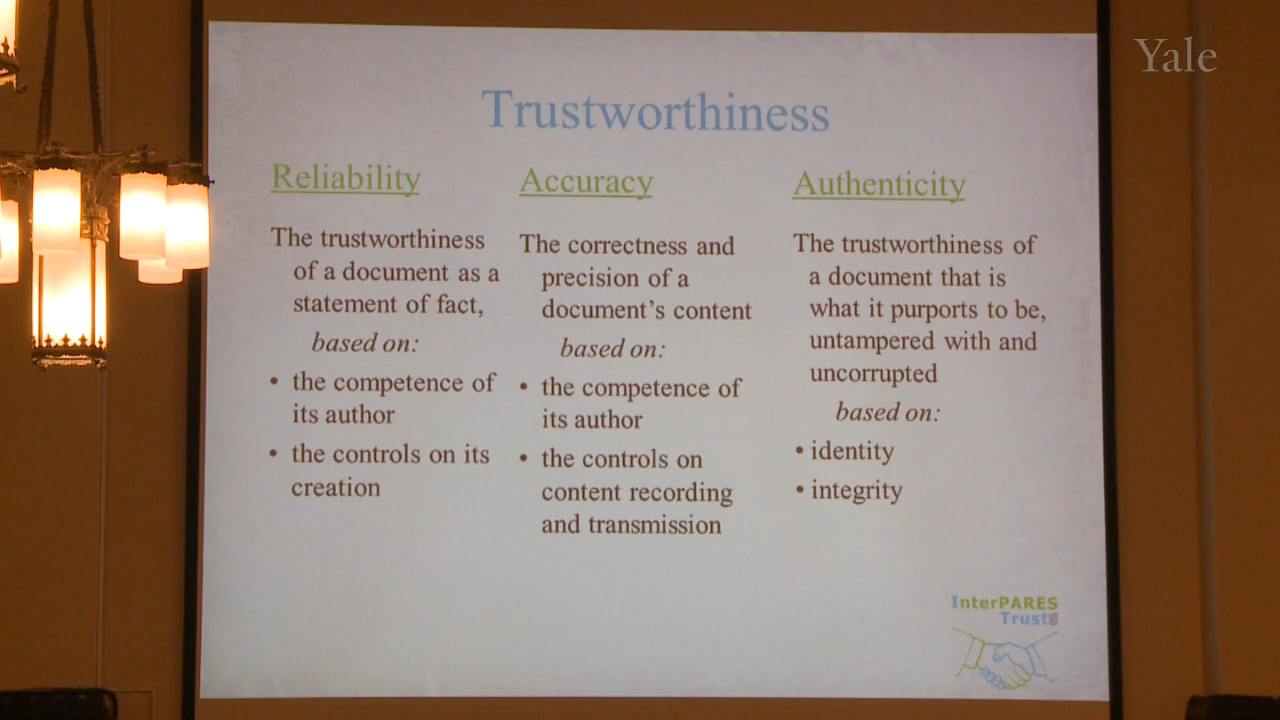 Yale
Trustworthiness
Reliability
The trustworthiness
of a document as a
statement of fact,
based on:
• the competence of
its author
• the controls on its
creation
Accuracy
The correctness and
precision of a
document's content
based on:
• the competence of
its author
• the controls on
content recording
and transmission
Authenticity
The trustworthiness of
a document that is
what it purports to be,
untampered with and
uncorrupted
based on:
• identity
• integrity
InterPARES
Trust